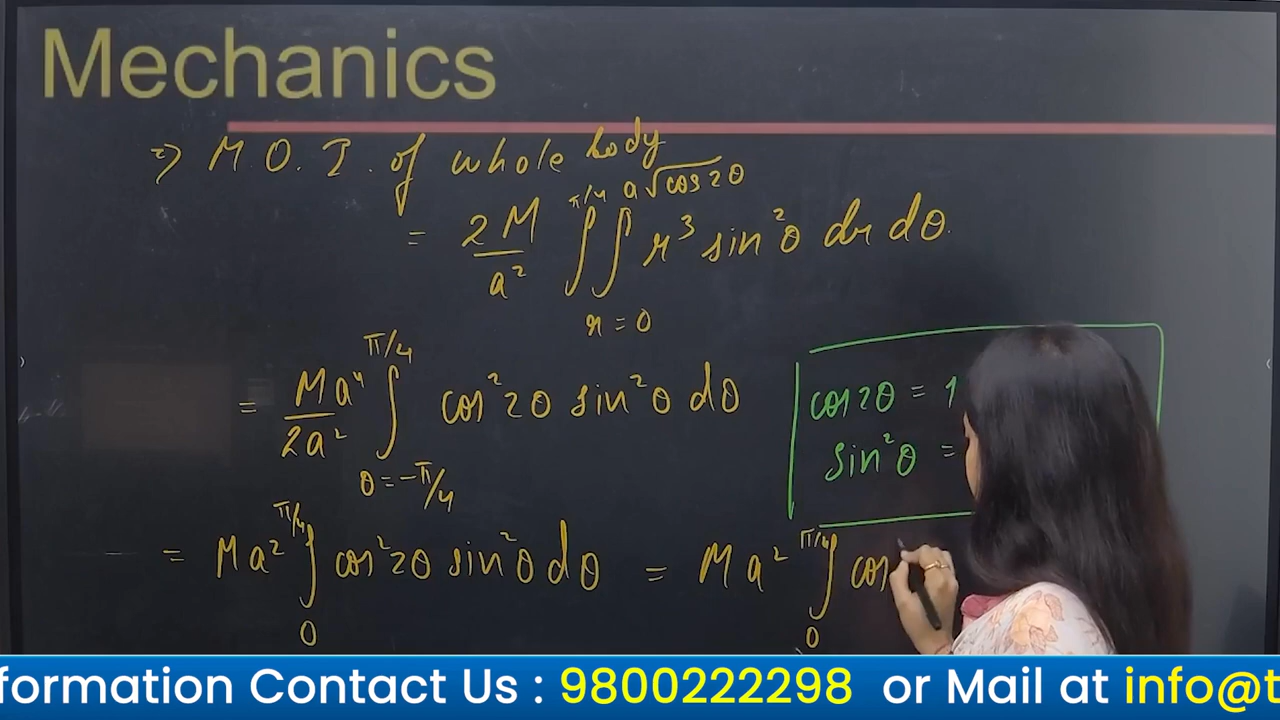 Mechanics
=> M.O.I. of whole body
= 2M/a² ∫^{π/4} ∫_{r=0}^{a√cos2θ} r³ sin²θ dr dθ.
= Ma⁴/2a² ∫_{θ=-π/4}^{π/4} cos²2θ sin²θ dθ
cos2θ = 1
sin²θ =
= Ma² ∫_0^{π/4} cos²2θ sin²θ dθ = Ma² ∫_0^{π/4} cos
formation Contact Us : 9800222298 or Mail at info@t